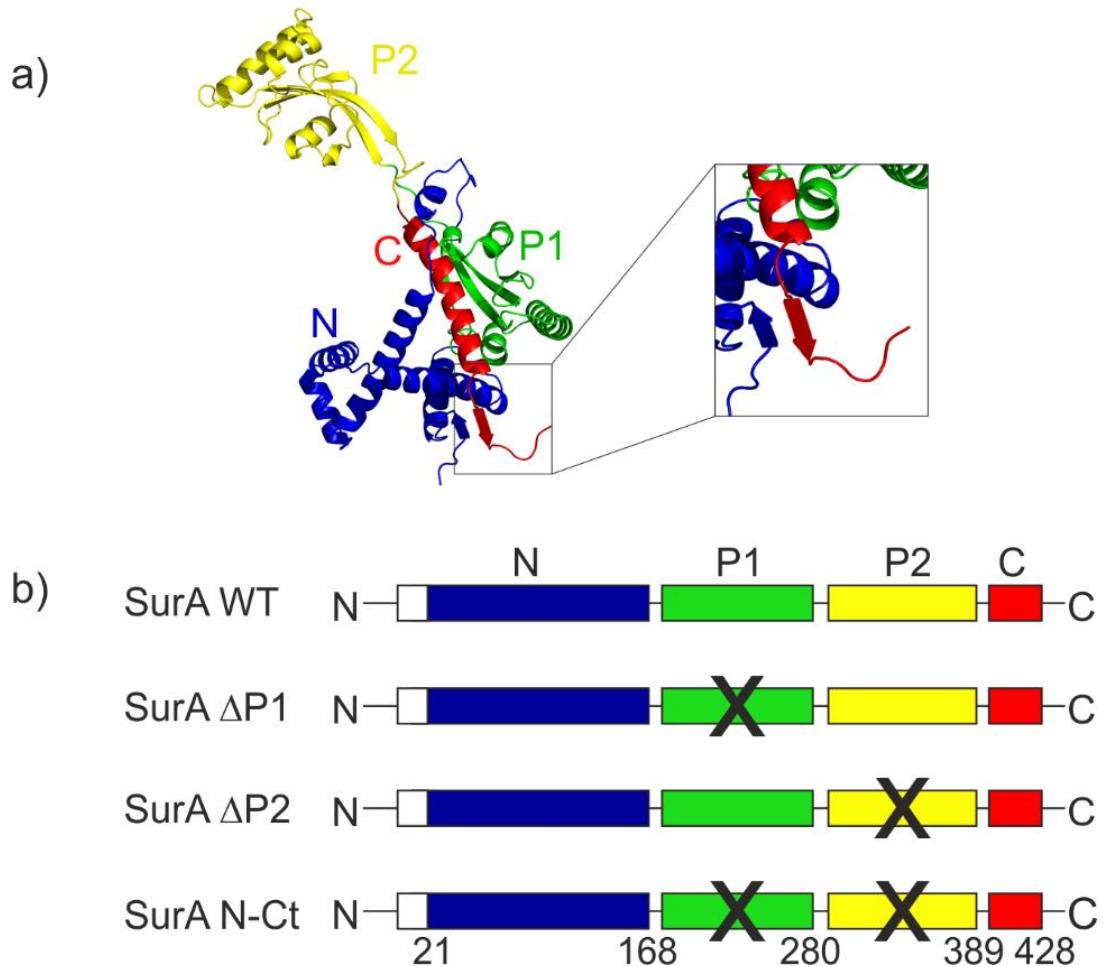 a)
P2
C
P1
N
b)
N P1 P2 C
SurA WT N C
SurA ΔP1 N X C
SurA ΔP2 N X C
SurA N-Ct N X X C
21 168 280 389 428